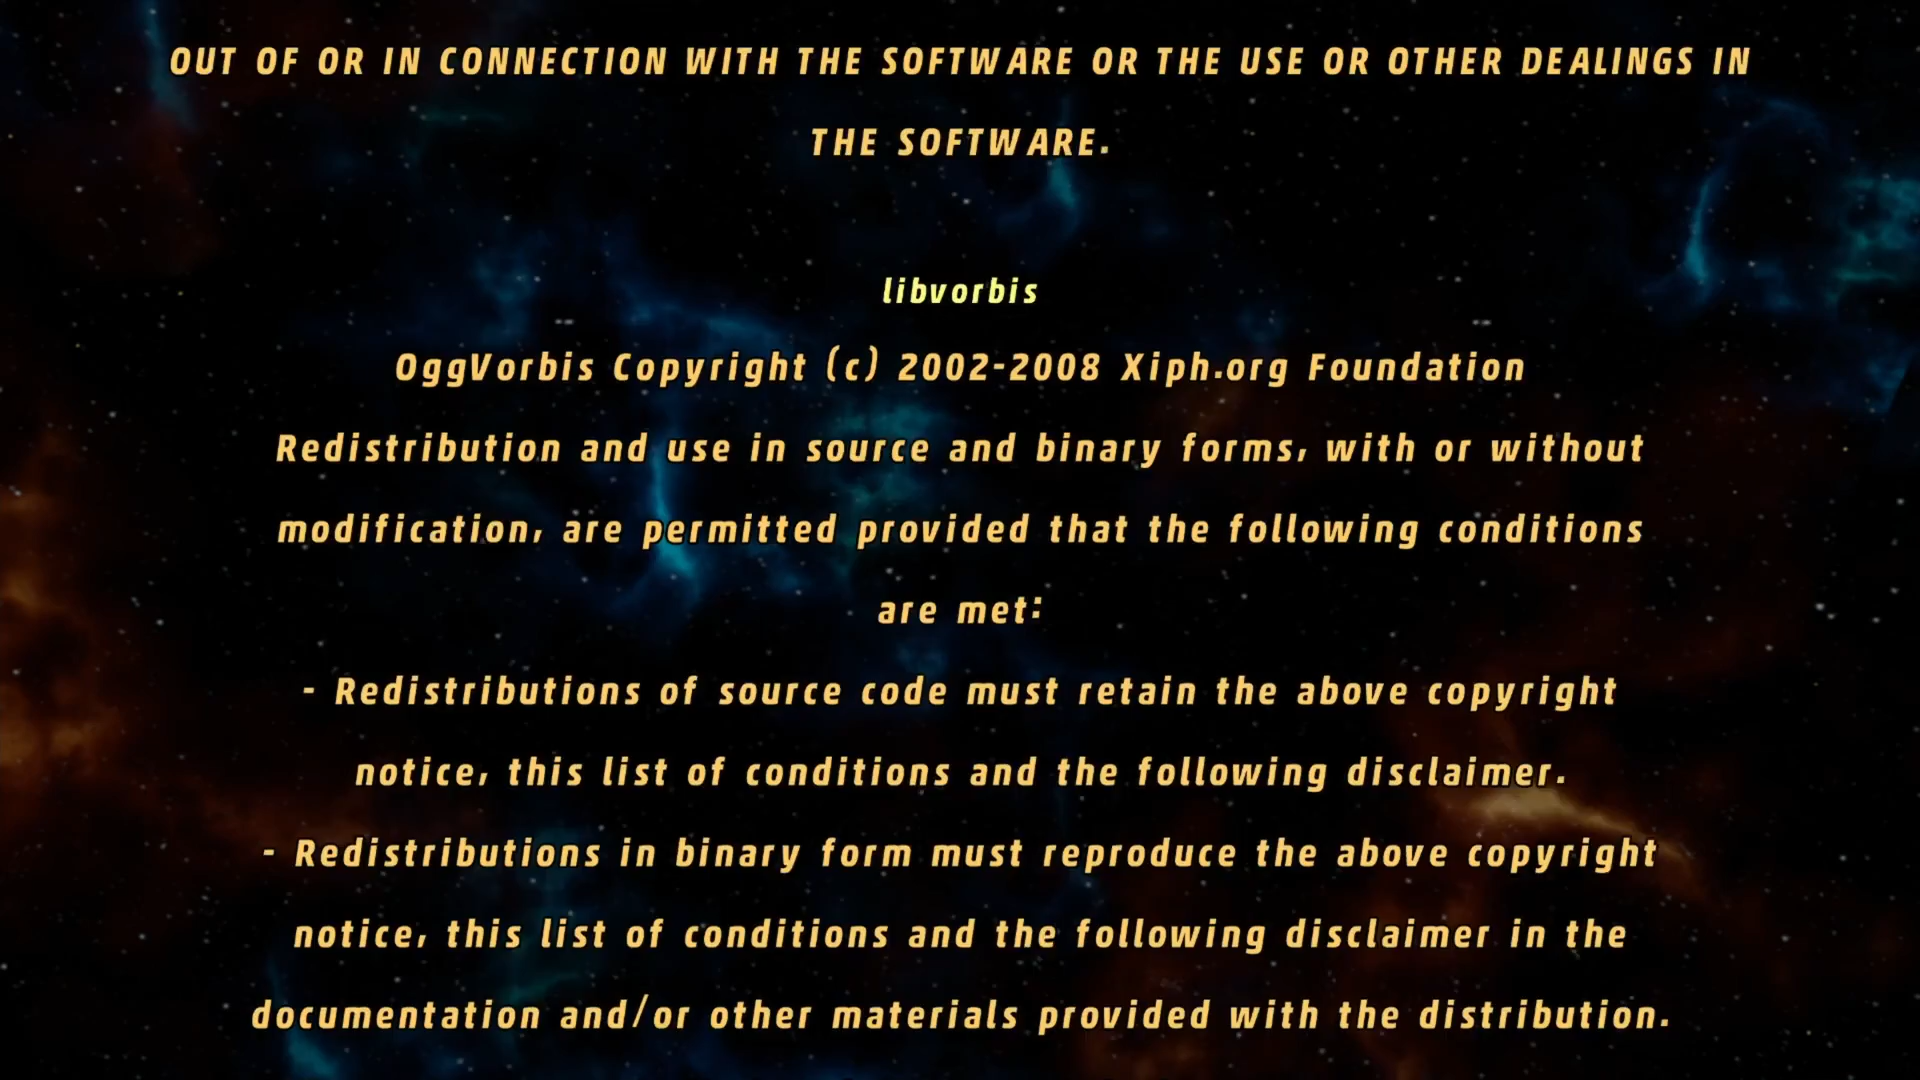 OUT OF OR IN CONNECTION WITH THE SOFTWARE OR THE USE OR OTHER DEALINGS IN
THE SOFTWARE.
libvorbis
OggVorbis Copyright (c) 2002-2008 Xiph.org Foundation
Redistribution and use in source and binary forms, with or without
modification, are permitted provided that the following conditions
are met:
- Redistributions of source code must retain the above copyright
notice, this list of conditions and the following disclaimer.
- Redistributions in binary form must reproduce the above copyright
notice, this list of conditions and the following disclaimer in the
documentation and/or other materials provided with the distribution.